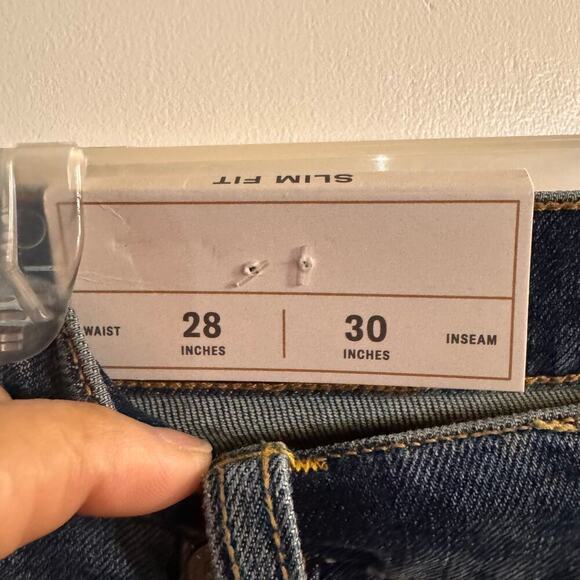 SLIM FIT
WAIST 28 INCHES 30 INCHES INSEAM